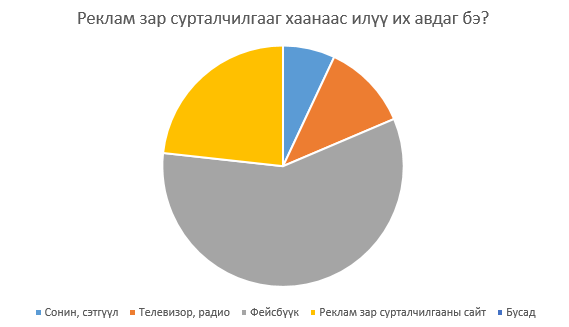 Реклам зар сурталчилгааг хаанаас илүү их авдаг бэ?
Сонин, сэтгүүл Телевизор, радио Фейсбүүк Реклам зар сурталчилгааны сайт Бусад